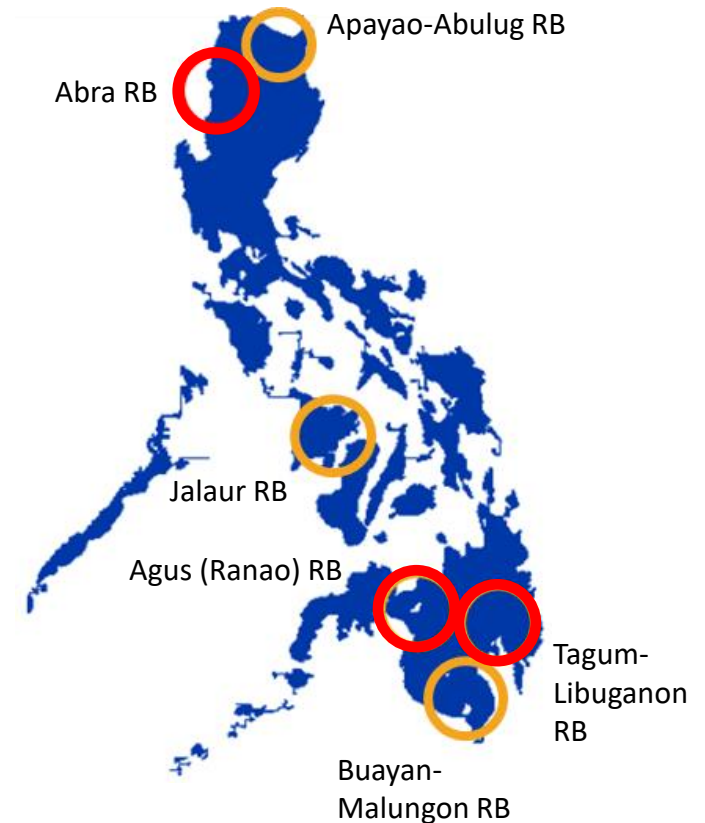 Apayao-Abulug RB
Abra RB
Jalaur RB
Agus (Ranao) RB
Tagum-
Libuganon
RB
Buayan-
Malungon RB